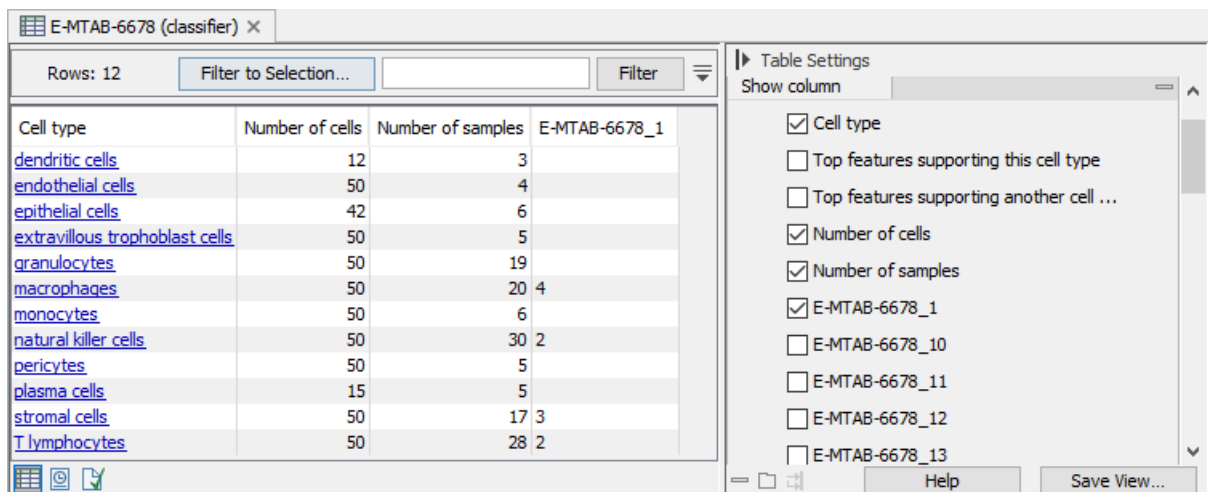 E-MTAB-6678 (classifier)
Rows: 12 Filter to Selection... Filter
Cell type Number of cells Number of samples E-MTAB-6678_1
dendritic cells 12 3
endothelial cells 50 4
epithelial cells 42 6
extravillous trophoblast cells 50 5
granulocytes 50 19
macrophages 50 20 4
monocytes 50 6
natural killer cells 50 30 2
pericytes 50 5
plasma cells 15 5
stromal cells 50 17 3
T lymphocytes 50 28 2
Table Settings
Show column
Cell type
Top features supporting this cell type
Top features supporting another cell ...
Number of cells
Number of samples
E-MTAB-6678_1
E-MTAB-6678_10
E-MTAB-6678_11
E-MTAB-6678_12
E-MTAB-6678_13
Help Save View...